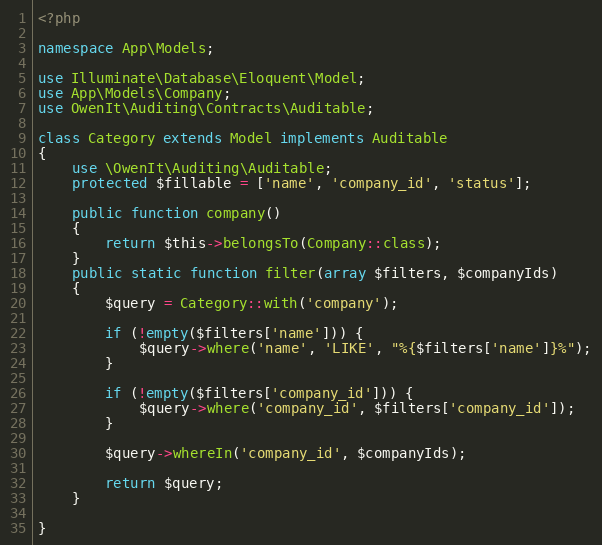 1 <?php
2
3 namespace App\Models;
4
5 use Illuminate\Database\Eloquent\Model;
6 use App\Models\Company;
7 use OwenIt\Auditing\Contracts\Auditable;
8
9 class Category extends Model implements Auditable
10 {
11     use \OwenIt\Auditing\Auditable;
12     protected $fillable = ['name', 'company_id', 'status'];
13
14     public function company()
15     {
16         return $this->belongsTo(Company::class);
17     }
18     public static function filter(array $filters, $companyIds)
19     {
20         $query = Category::with('company');
21
22         if (!empty($filters['name'])) {
23             $query->where('name', 'LIKE', "%{$filters['name']}%");
24         }
25
26         if (!empty($filters['company_id'])) {
27             $query->where('company_id', $filters['company_id']);
28         }
29
30         $query->whereIn('company_id', $companyIds);
31
32         return $query;
33     }
34
35 }